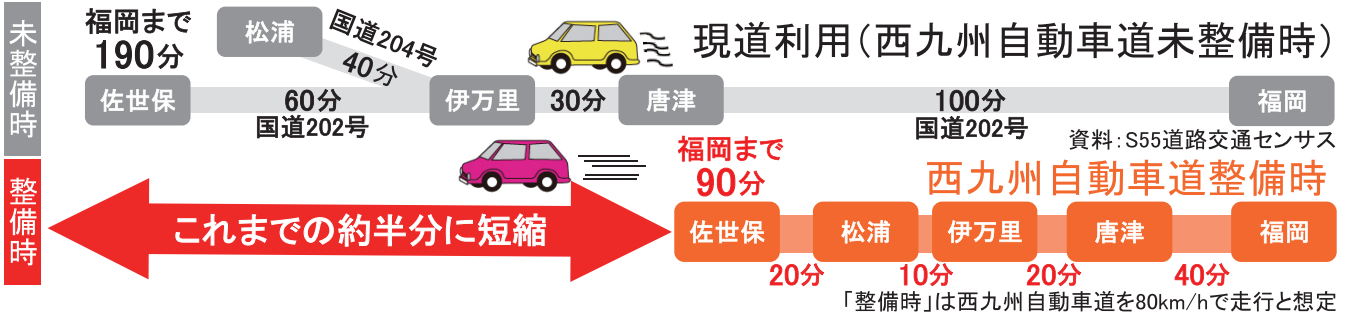 未整備時
福岡まで
190分
松浦
国道204号
40分
現道利用（西九州自動車道未整備時）
佐世保
60分
国道202号
伊万里
30分
唐津
100分
国道202号
福岡
資料：S55道路交通センサス
整備時
これまでの約半分に短縮
福岡まで
90分
西九州自動車道整備時
佐世保
松浦
伊万里
唐津
福岡
20分
10分
20分
40分
「整備時」は西九州自動車道を80km/hで走行と想定